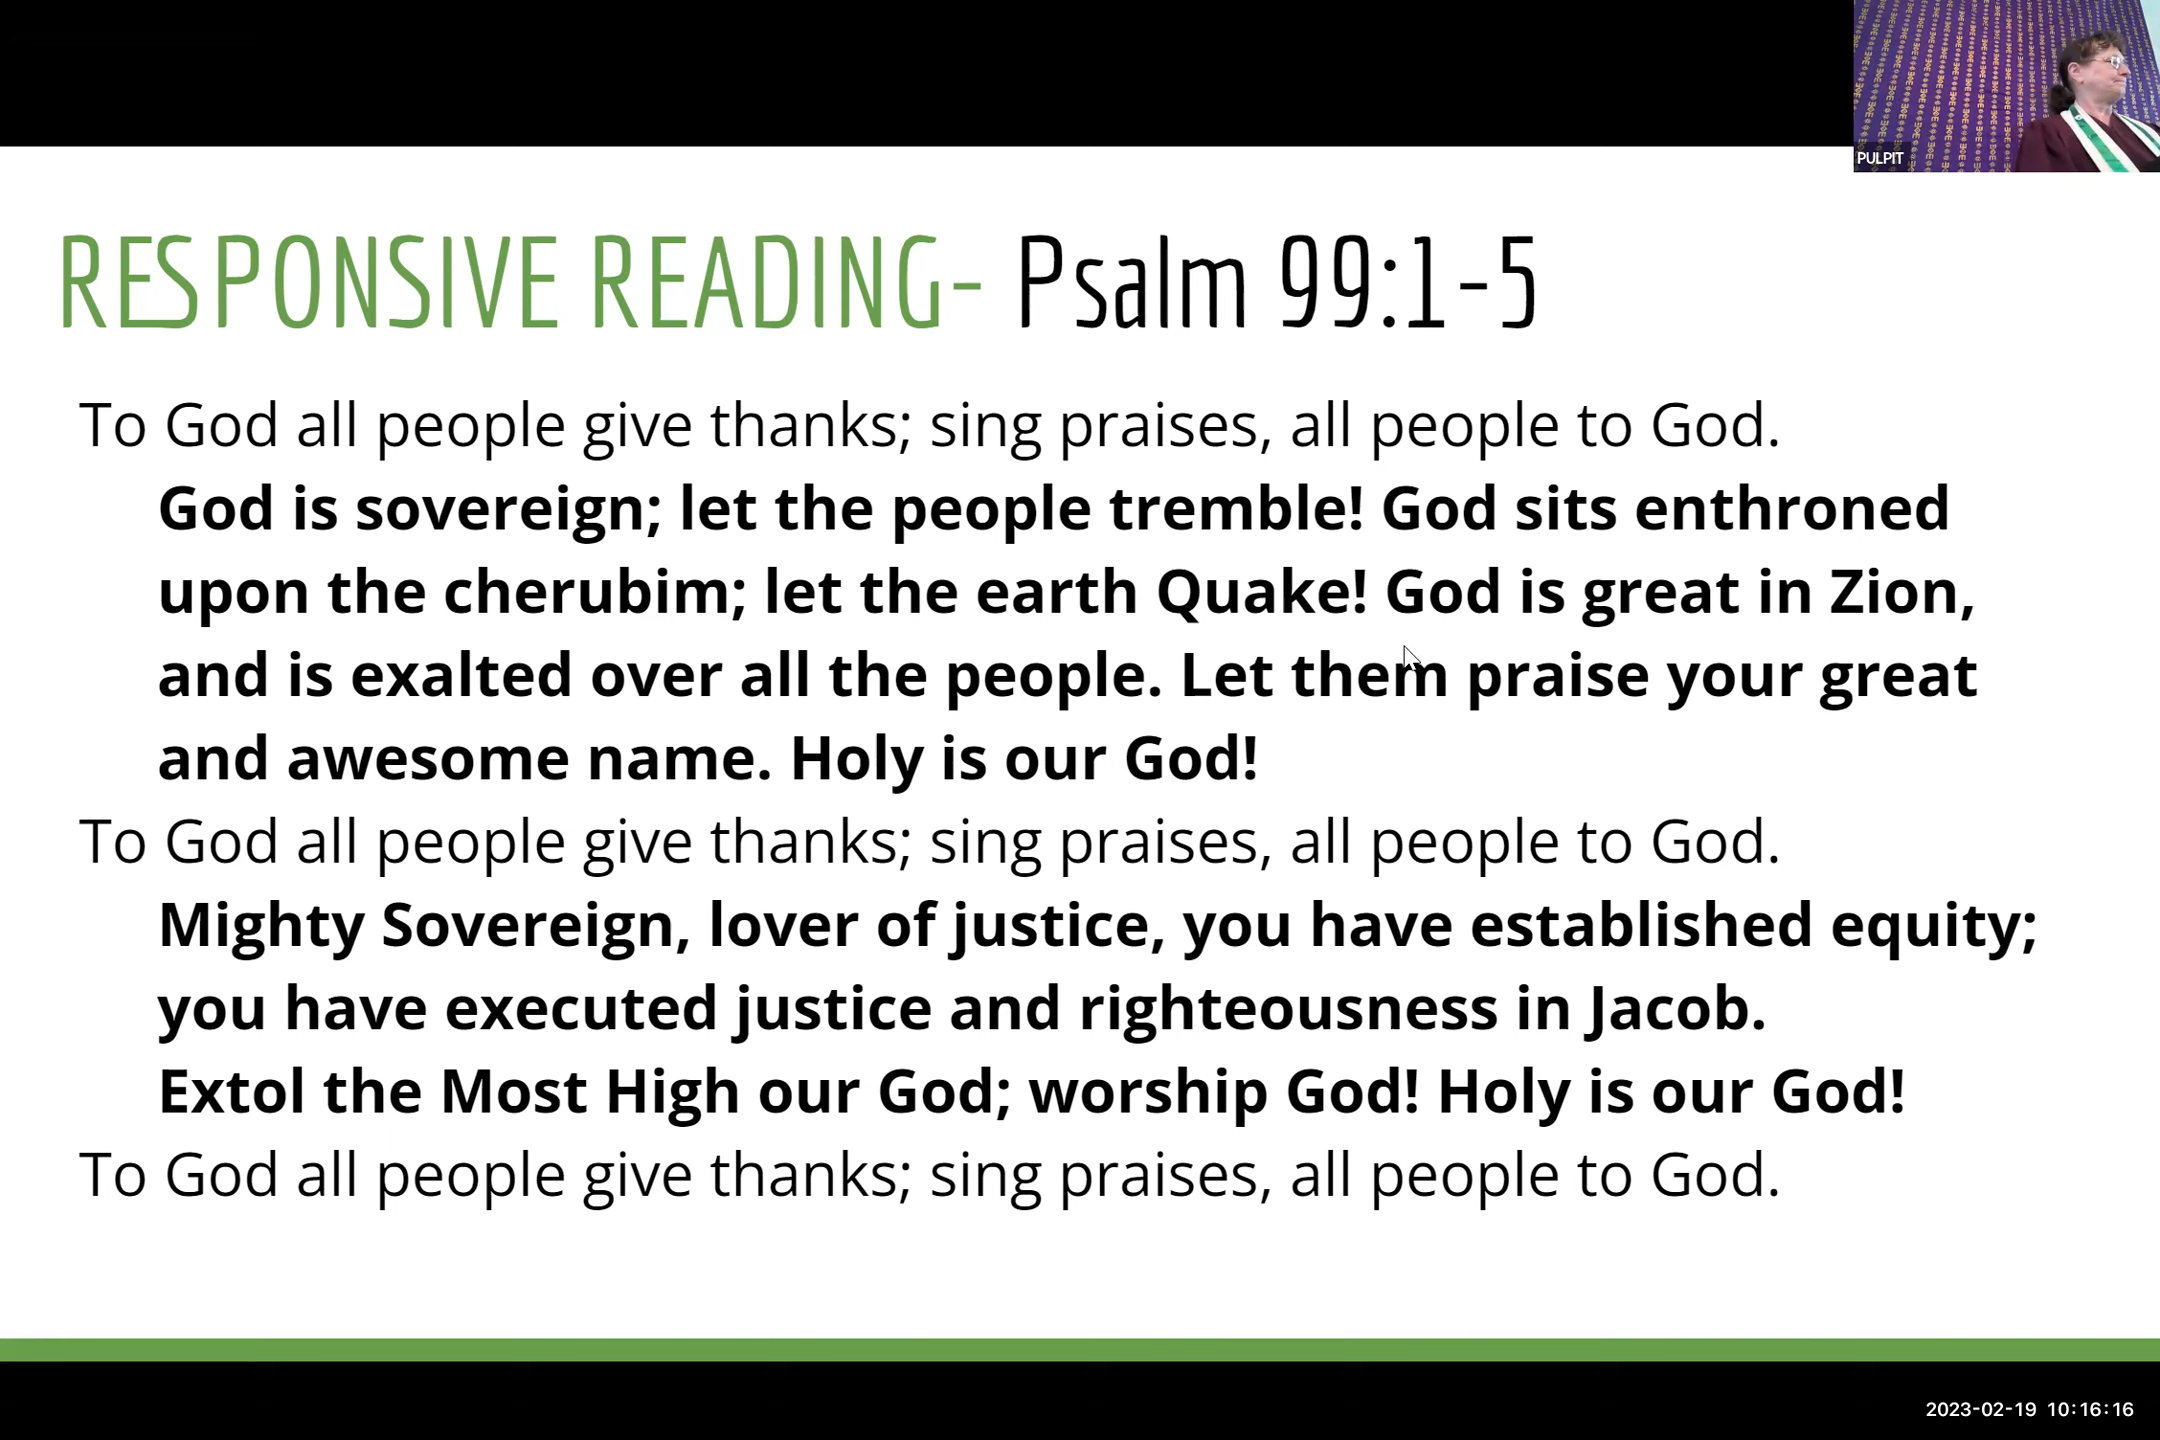 PULPIT
RESPONSIVE READING- Psalm 99:1-5
To God all people give thanks; sing praises, all people to God.
God is sovereign; let the people tremble! God sits enthroned
upon the cherubim; let the earth Quake! God is great in Zion,
and is exalted over all the people. Let them praise your great
and awesome name. Holy is our God!
To God all people give thanks; sing praises, all people to God.
Mighty Sovereign, lover of justice, you have established equity;
you have executed justice and righteousness in Jacob.
Extol the Most High our God; worship God! Holy is our God!
To God all people give thanks; sing praises, all people to God.
2023-02-19 10:16:16